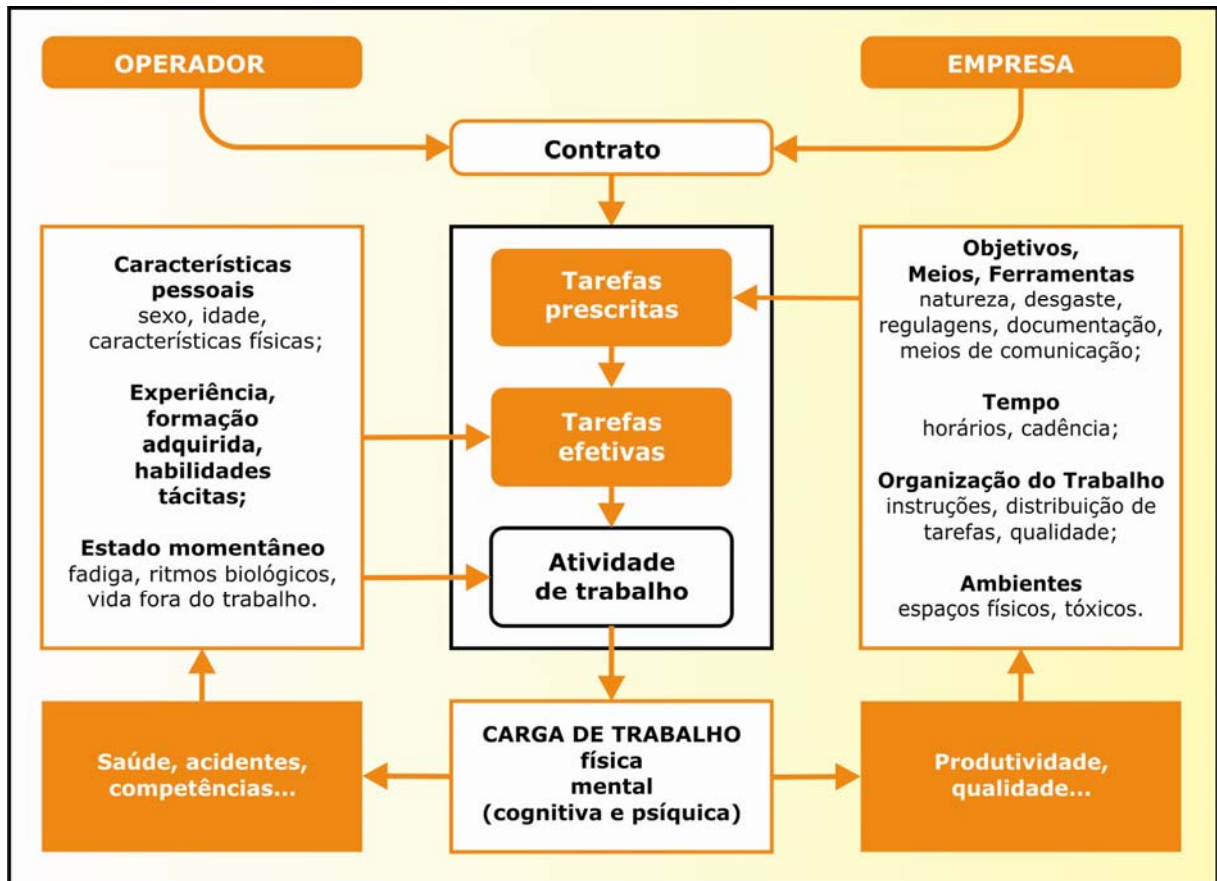 OPERADOR
EMPRESA
Contrato
Características
pessoais
sexo, idade,
características físicas;
Experiência,
formação
adquirida,
habilidades
tácitas;
Estado momentâneo
fadiga, ritmos biológicos,
vida fora do trabalho.
Tarefas
prescritas
Tarefas
efetivas
Atividade
de trabalho
Objetivos,
Meios, Ferramentas
natureza, desgaste,
regulagens, documentação,
meios de comunicação;
Tempo
horários, cadência;
Organização do Trabalho
instruções, distribuição de
tarefas, qualidade;
Ambientes
espaços físicos, tóxicos.
Saúde, acidentes,
competências...
CARGA DE TRABALHO
física
mental
(cognitiva e psíquica)
Produtividade,
qualidade...